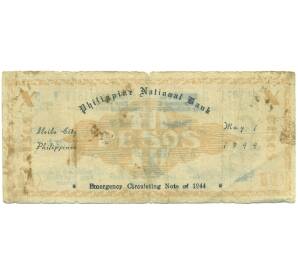 Philippine National Bank
Iloilo City May 1
Philippines 1944
PESOS
Emergency Circulating Note of 1944